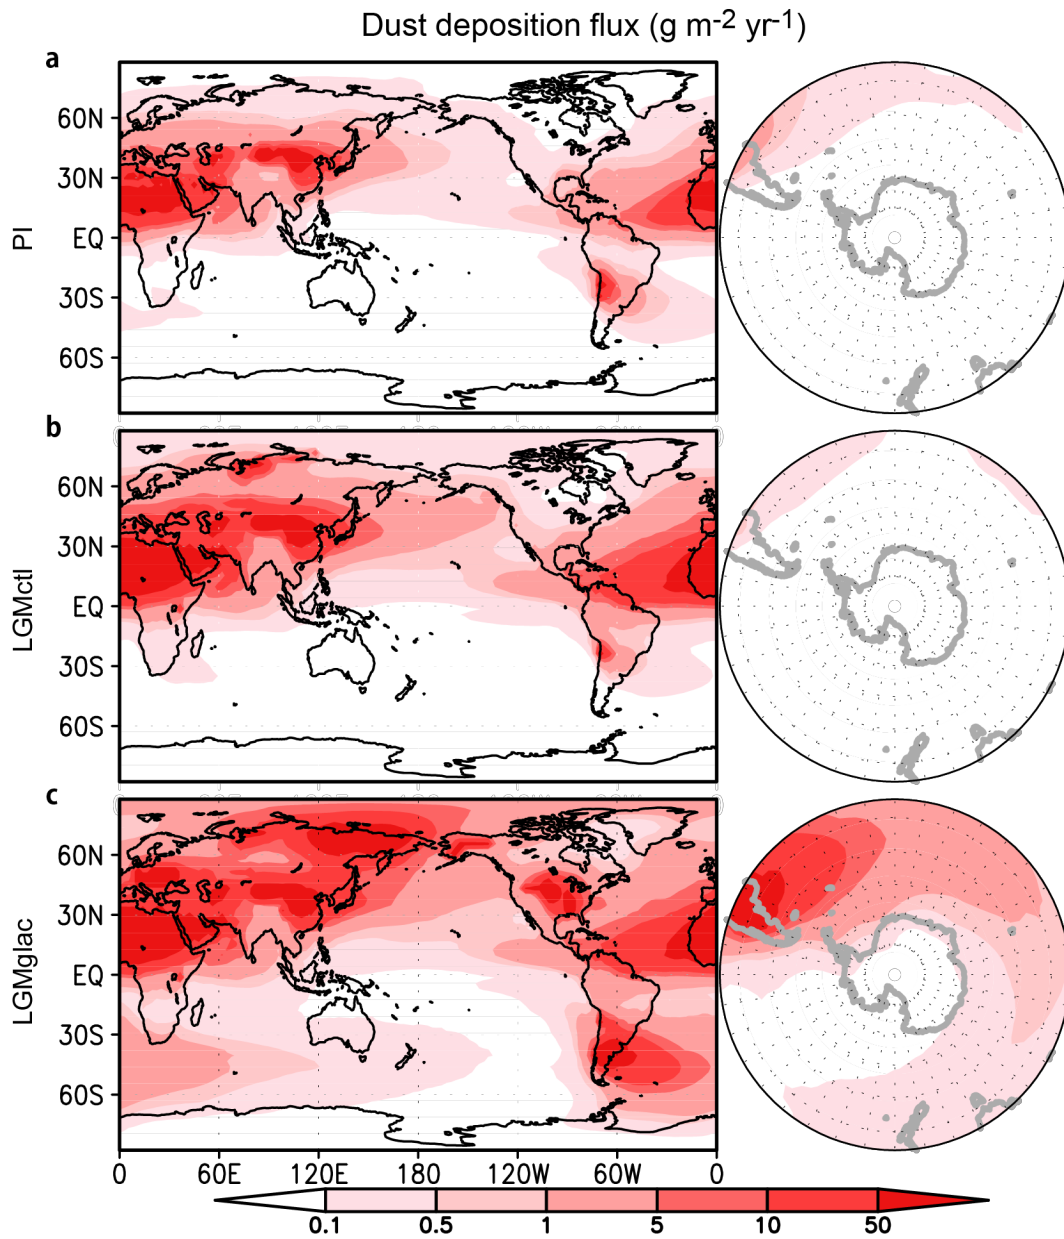 Dust deposition flux (g m-2 yr-1)
a
60N
30N
EQ
30S
60S
PI
b
60N
30N
EQ
30S
60S
LGMctl
c
60N
30N
EQ
30S
60S
LGMglac
0 60E 120E 180 120W 60W 0
0.1 0.5 1 5 10 50